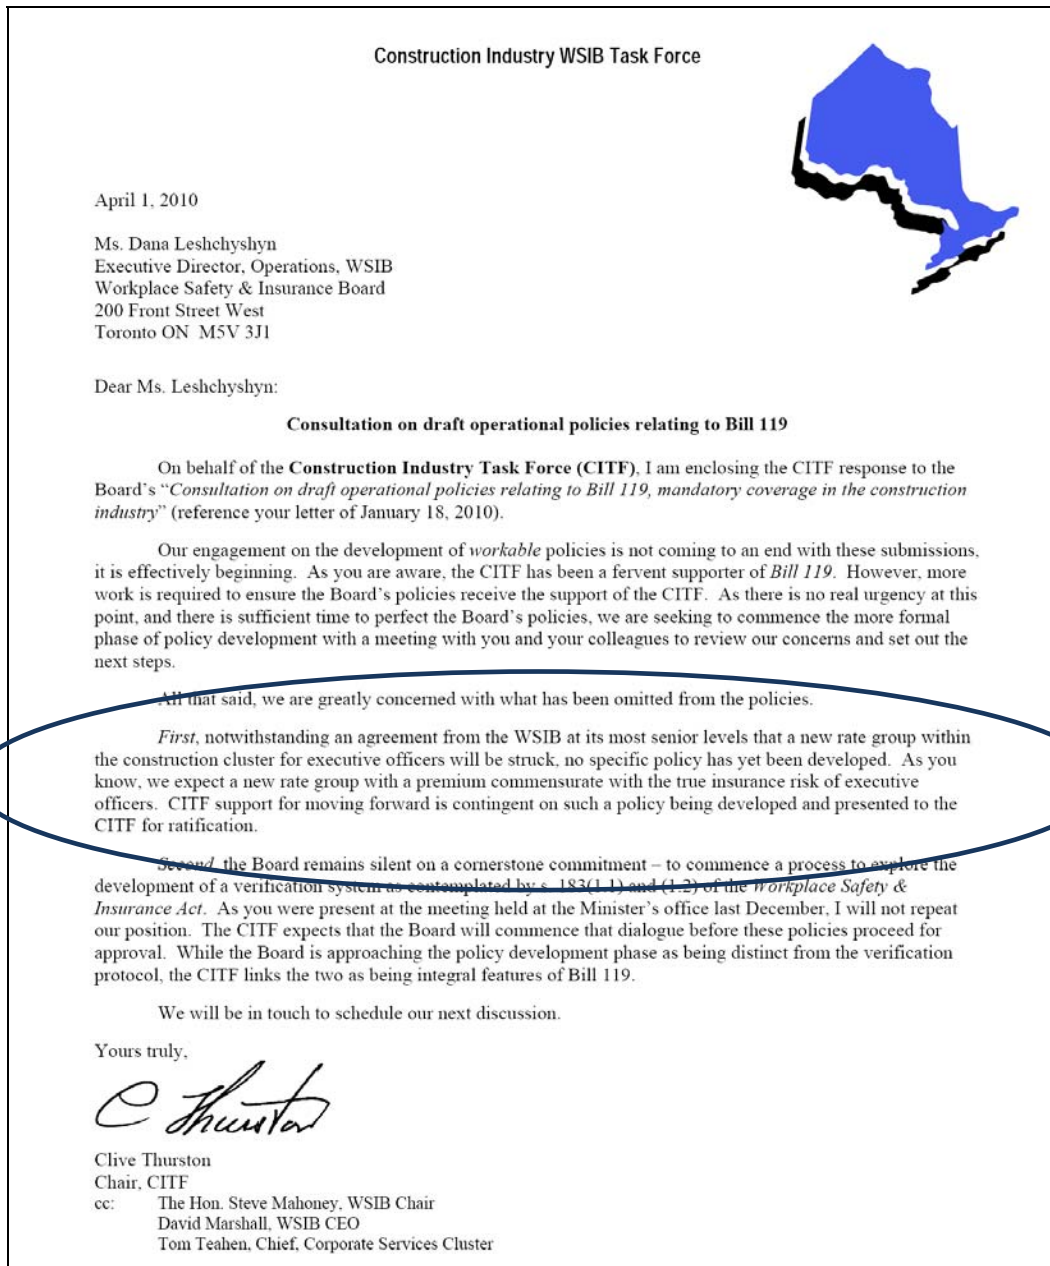 Construction Industry WSIB Task Force
April 1, 2010
Ms. Dana Leshchyshyn
Executive Director, Operations, WSIB
Workplace Safety & Insurance Board
200 Front Street West
Toronto ON  M5V 3J1
Dear Ms. Leshchyshyn:
Consultation on draft operational policies relating to Bill 119
On behalf of the Construction Industry Task Force (CITF), I am enclosing the CITF response to the
Board's "Consultation on draft operational policies relating to Bill 119, mandatory coverage in the construction
industry" (reference your letter of January 18, 2010).
Our engagement on the development of workable policies is not coming to an end with these submissions,
it is effectively beginning.  As you are aware, the CITF has been a fervent supporter of Bill 119.  However, more
work is required to ensure the Board's policies receive the support of the CITF.  As there is no real urgency at this
point, and there is sufficient time to perfect the Board's policies, we are seeking to commence the more formal
phase of policy development with a meeting with you and your colleagues to review our concerns and set out the
next steps.
All that said, we are greatly concerned with what has been omitted from the policies.
First, notwithstanding an agreement from the WSIB at its most senior levels that a new rate group within
the construction cluster for executive officers will be struck, no specific policy has yet been developed.  As you
know, we expect a new rate group with a premium commensurate with the true insurance risk of executive
officers.  CITF support for moving forward is contingent on such a policy being developed and presented to the
CITF for ratification.
Second, the Board remains silent on a cornerstone commitment – to commence a process to explore the
development of a verification system as contemplated by s. 183(1.1) and (1.2) of the Workplace Safety &
Insurance Act.  As you were present at the meeting held at the Minister's office last December, I will not repeat
our position.  The CITF expects that the Board will commence that dialogue before these policies proceed for
approval.  While the Board is approaching the policy development phase as being distinct from the verification
protocol, the CITF links the two as being integral features of Bill 119.
We will be in touch to schedule our next discussion.
Yours truly,
C Thurston
Clive Thurston
Chair, CITF
cc: The Hon. Steve Mahoney, WSIB Chair
David Marshall, WSIB CEO
Tom Teahen, Chief, Corporate Services Cluster